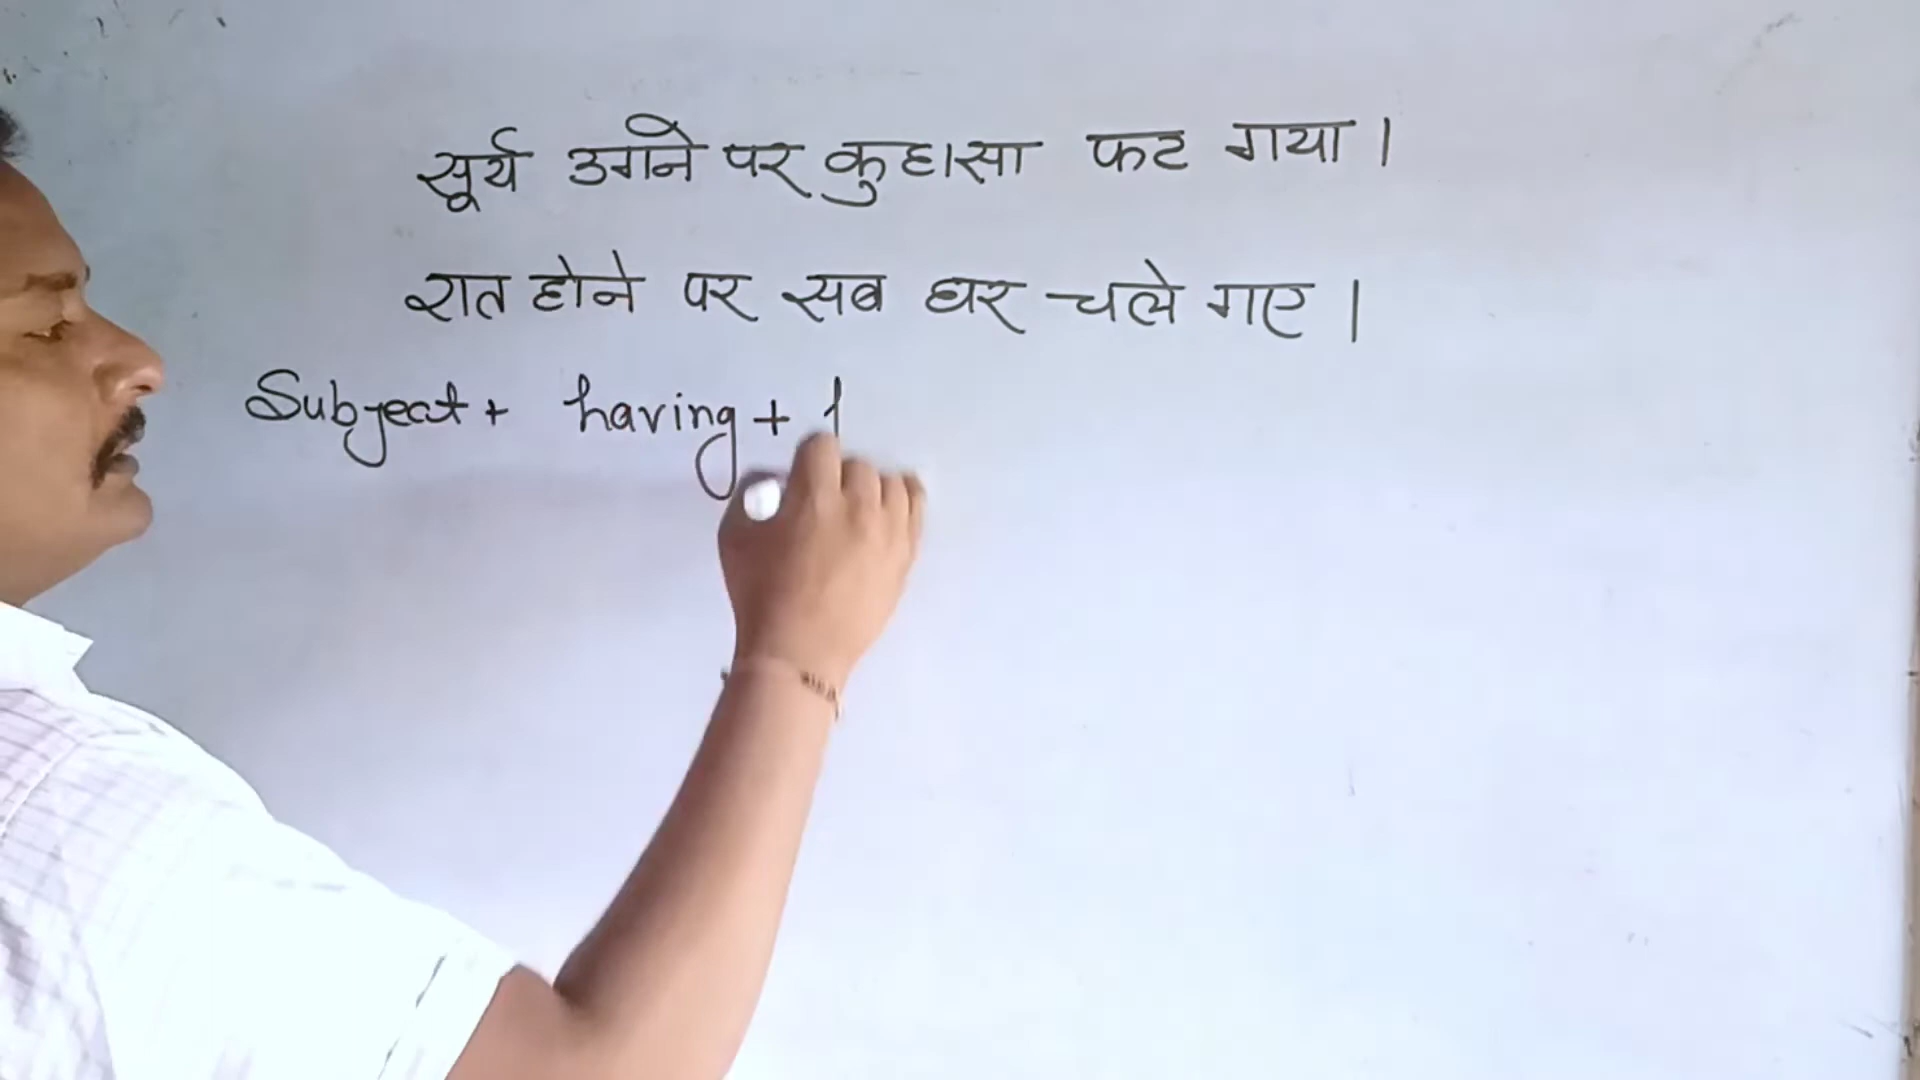 सूर्य उगने पर कुहासा फट गया।
रात होने पर सब घर चले गए।
Subject + having +